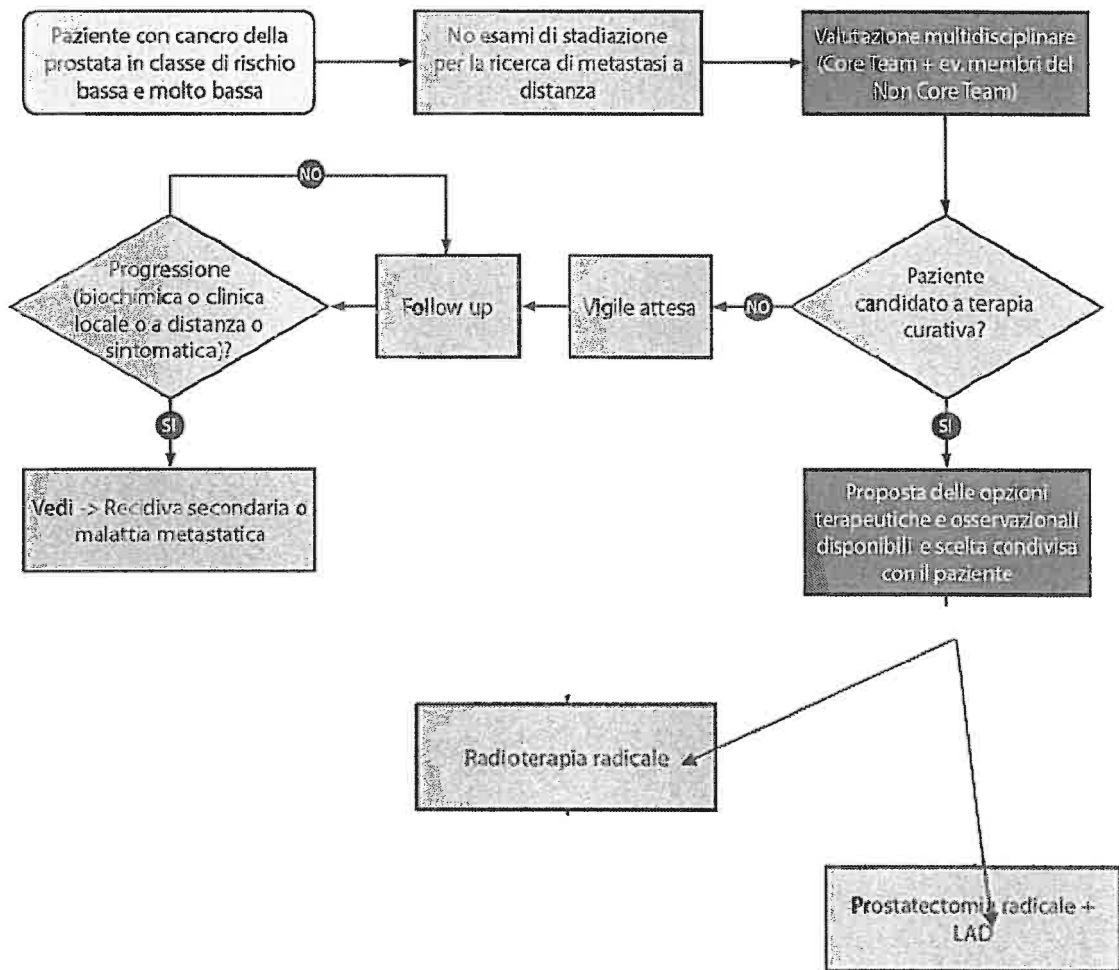 Paziente con cancro della
prostata in classe di rischio
bassa e molto bassa
No esami di stadiazione
per la ricerca di metastasi a
distanza
Valutazione multidisciplinare
(Core Team + ev. membri del
Non Core Team)
NO
Progressione
(biochimica o clinica
locale o a distanza o
sintomatica)?
Follow up
Vigile attesa
NO
Paziente
candidato a terapia
curativa?
SI
SI
Vedi -> Recidiva secondaria o
malattia metastatica
Proposta delle opzioni
terapeutiche e osservazionali
disponibili e scelta condivisa
con il paziente
Radioterapia radicale
Prostatectomia radicale +
LAD